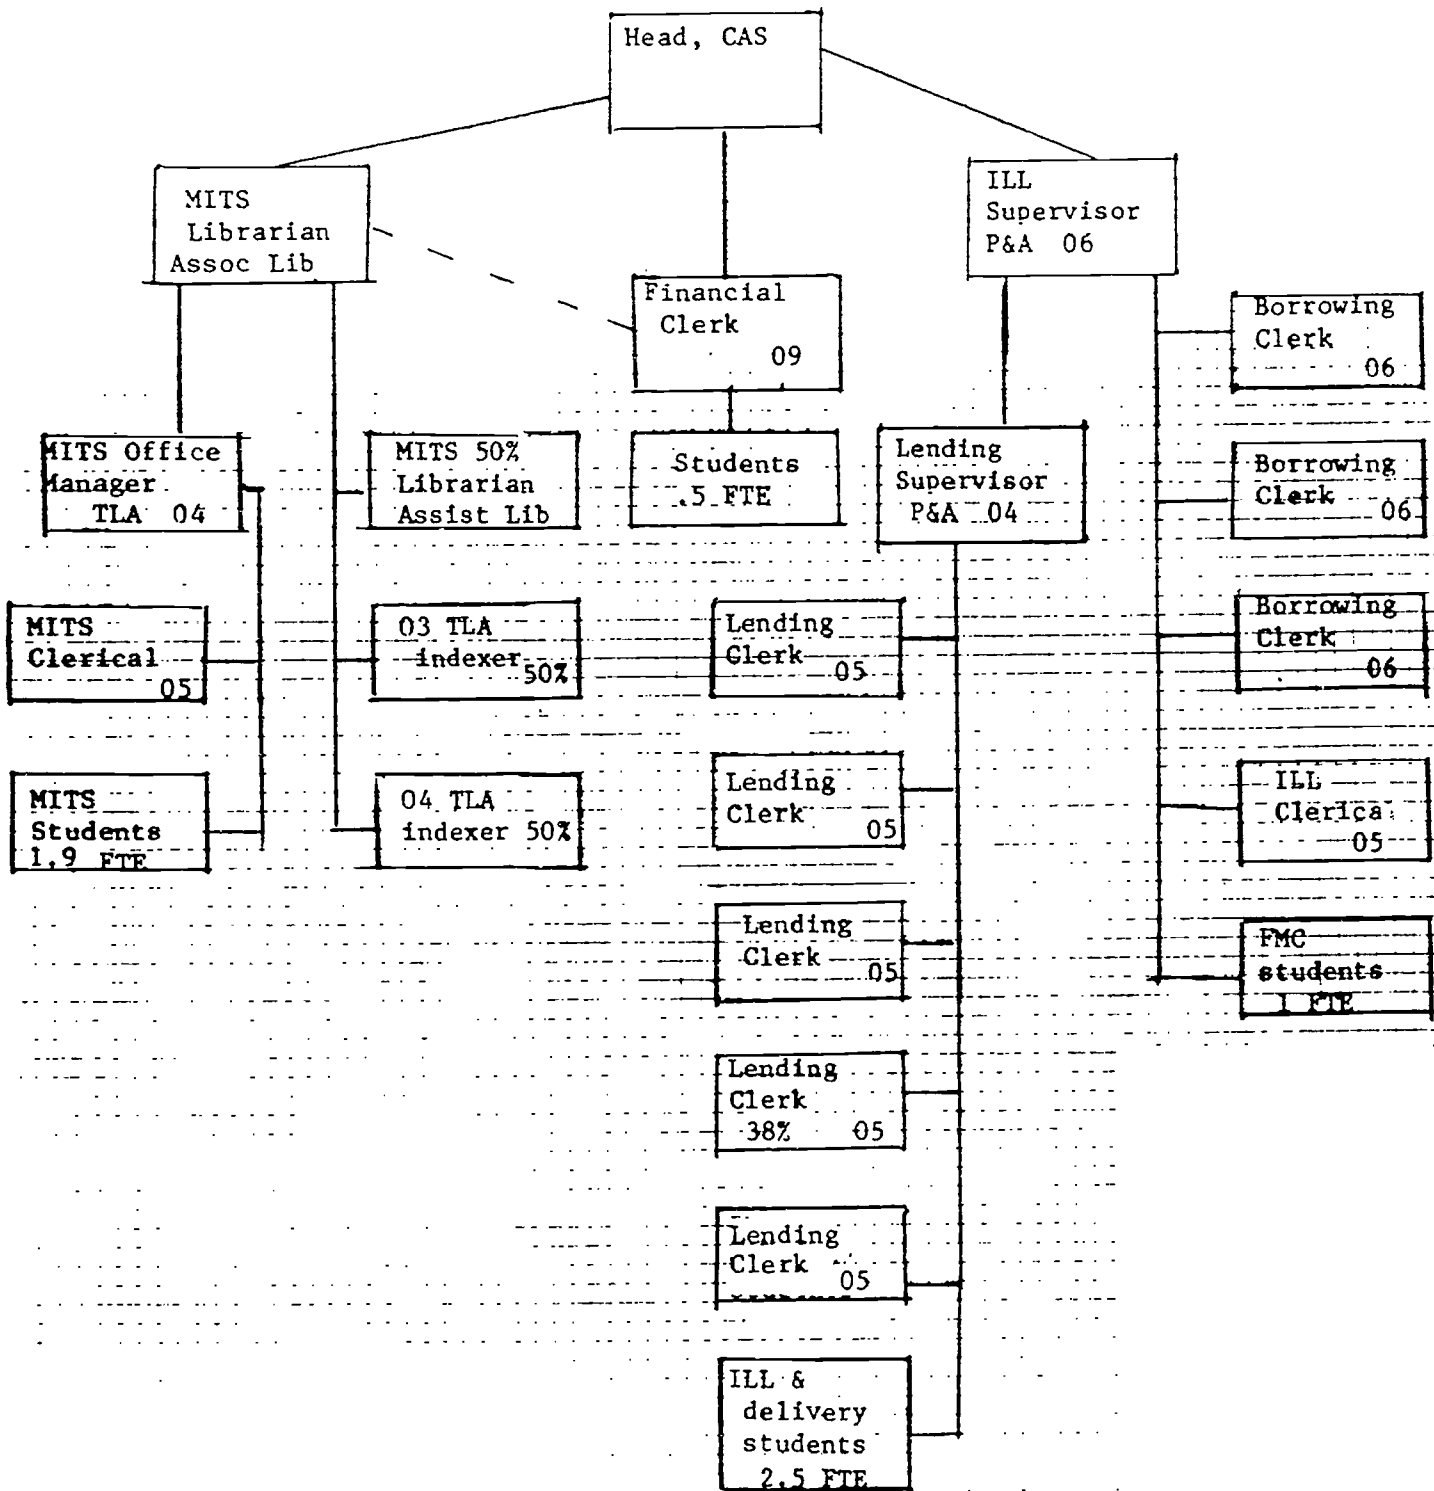 Head, CAS
MITS
Librarian
Assoc Lib
ILL
Supervisor
P&A 06
Financial
Clerk
09
Borrowing
Clerk
06
MITS Office
Manager
TLA 04
MITS 50%
Librarian
Assist Lib
Students
.5 FTE
Lending
Supervisor
P&A 04
Borrowing
Clerk
06
MITS
Clerical
05
03 TLA
indexer
50%
Lending
Clerk
05
Borrowing
Clerk
06
MITS
Students
1.9 FTE
04 TLA
indexer 50%
Lending
Clerk
05
ILL
Clerica
05
Lending
Clerk
05
FMC
students
1 FTE
Lending
Clerk
38% 05
Lending
Clerk
05
ILL &
delivery
students
2.5 FTE